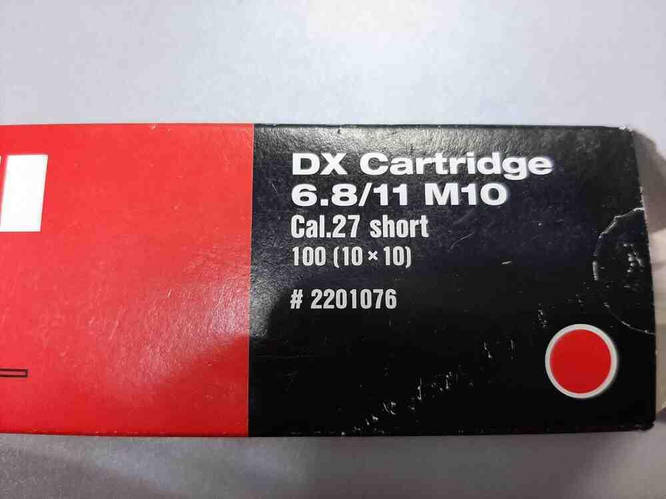 DX Cartridge
6.8/11 M10
Cal.27 short
100 (10 × 10)
# 2201076